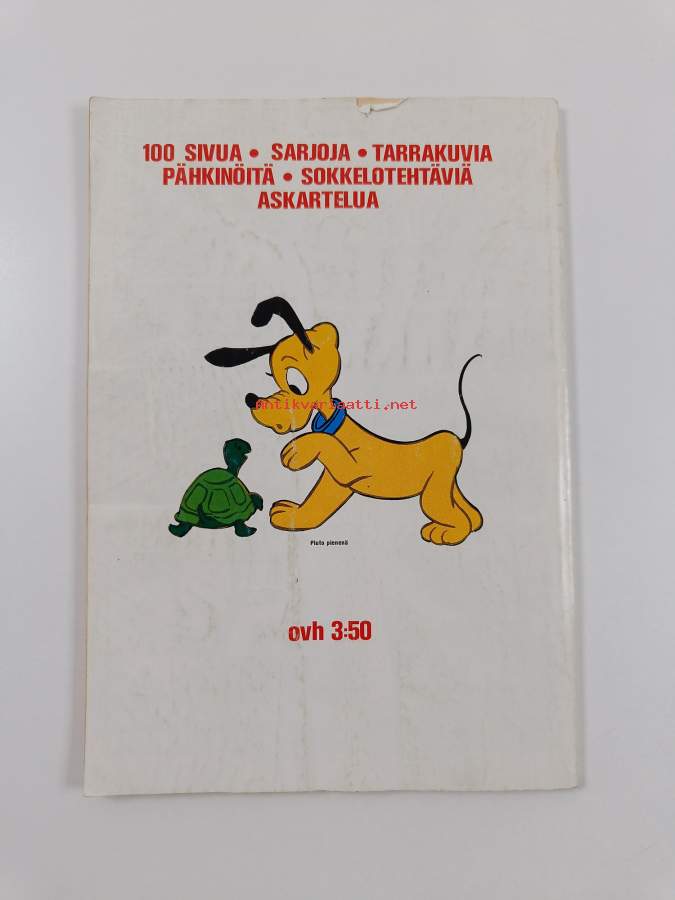 100 SIVUA • SARJOJA • TARRAKUVIA
PÄHKINÖITÄ • SOKKELOTEHTÄVIÄ
ASKARTELUA
Antikvariaatti.net
Pluto pienenä
ovh 3:50